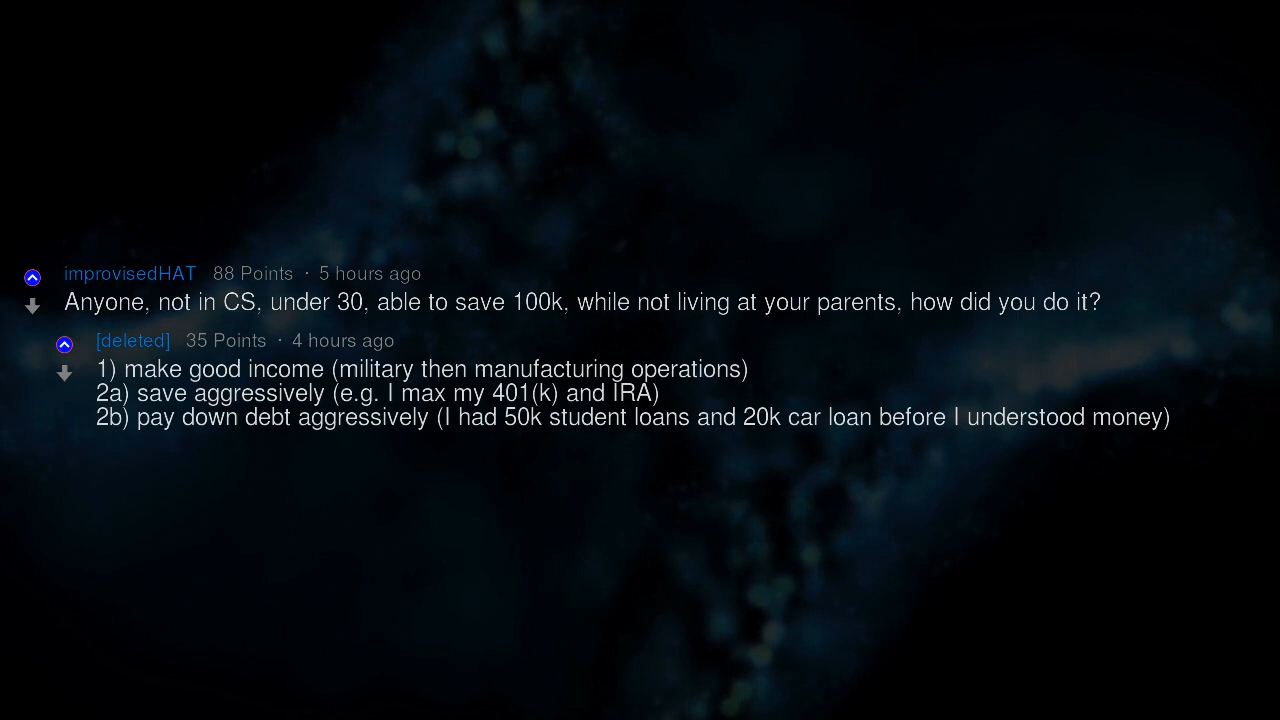 improvisedHAT 88 Points · 5 hours ago
Anyone, not in CS, under 30, able to save 100k, while not living at your parents, how did you do it?
[deleted] 35 Points · 4 hours ago
1) make good income (military then manufacturing operations)
2a) save aggressively (e.g. I max my 401(k) and IRA)
2b) pay down debt aggressively (I had 50k student loans and 20k car loan before I understood money)